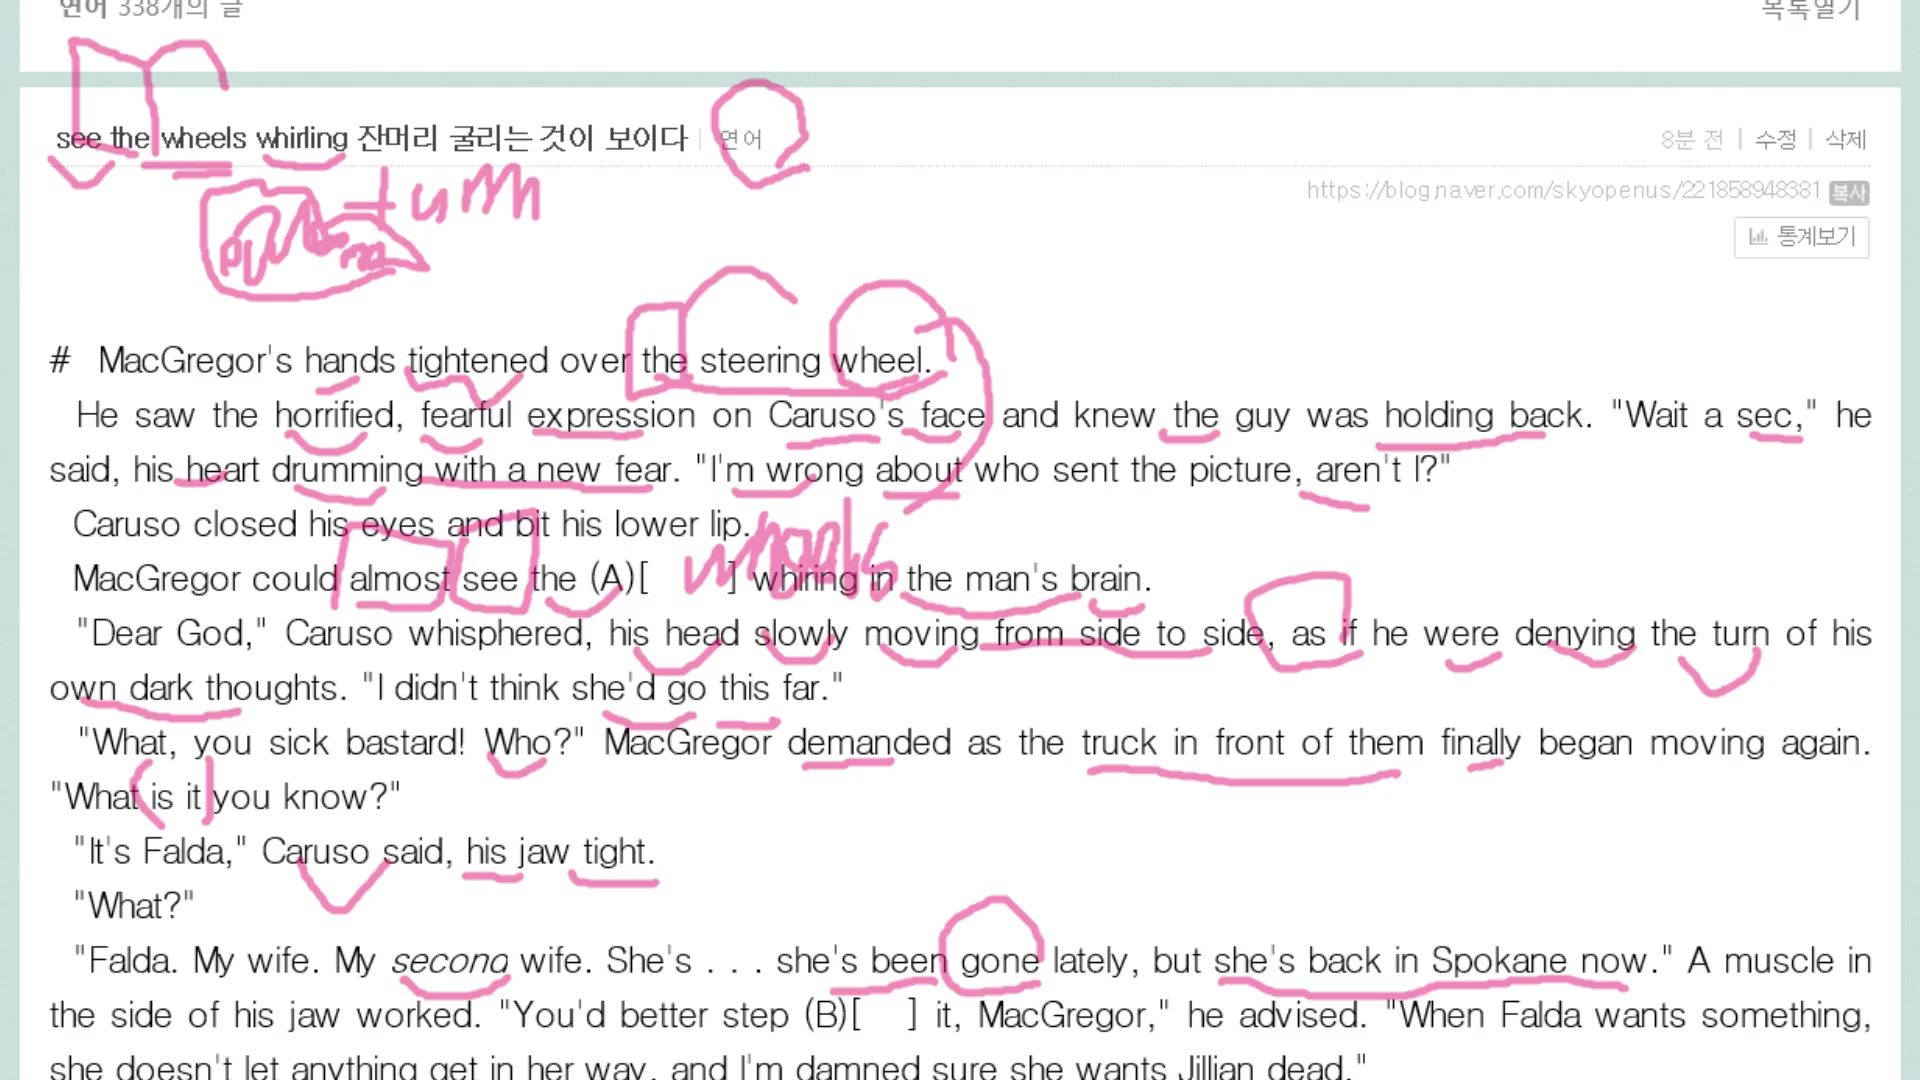 연어 338개의 글
목록열기
see the wheels whirling 잔머리 굴리는 것이 보이다 | 연어
8분 전 | 수정 | 삭제
turn
https://blog.naver.com/skyopenus/221858948381 복사
통계보기
# MacGregor's hands tightened over the steering wheel.
He saw the horrified, fearful expression on Caruso's face and knew the guy was holding back. "Wait a sec," he
said, his heart drumming with a new fear. "I'm wrong about who sent the picture, aren't I?"
Caruso closed his eyes and bit his lower lip.
wheels
MacGregor could almost see the (A)[ ] whiring in the man's brain.
"Dear God," Caruso whisphered, his head slowly moving from side to side, as if he were denying the turn of his
own dark thoughts. "I didn't think she'd go this far."
"What, you sick bastard! Who?" MacGregor demanded as the truck in front of them finally began moving again.
"What is it you know?"
"It's Falda," Caruso said, his jaw tight.
"What?"
"Falda. My wife. My second wife. She's . . . she's been gone lately, but she's back in Spokane now." A muscle in
the side of his jaw worked. "You'd better step (B)[ ] it, MacGregor," he advised. "When Falda wants something,
she doesn't let anything get in her way, and I'm damned sure she wants Jillian dead."